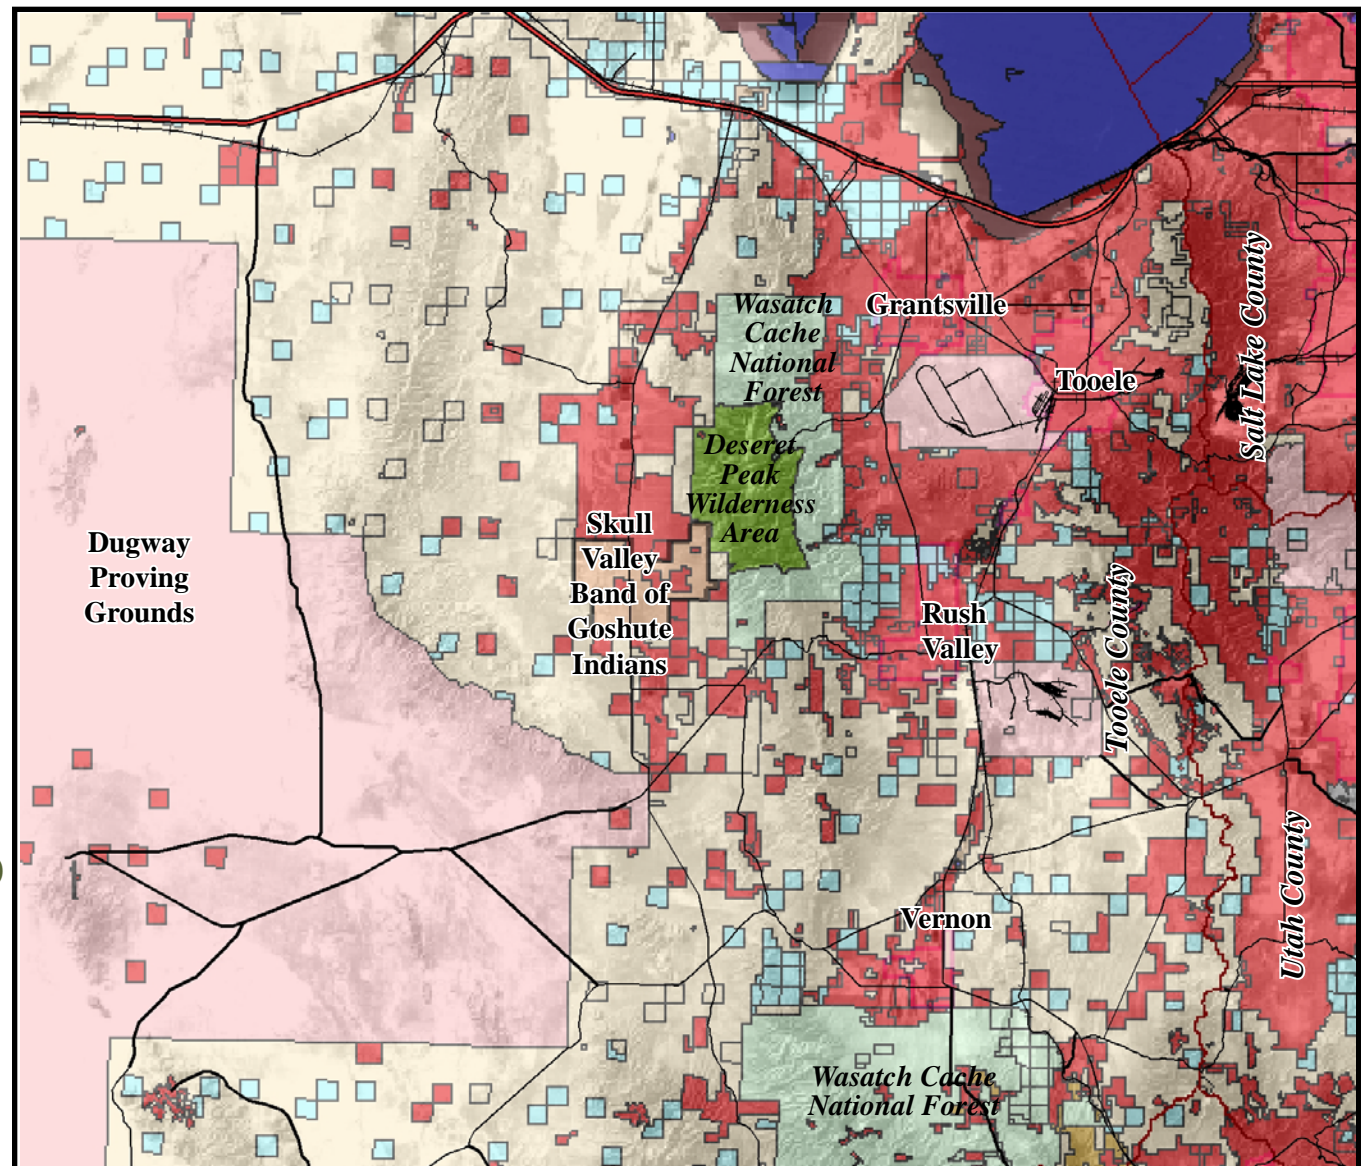 Wasatch
Cache
National
Forest
Grantsville
Tooele
Salt Lake County
Deseret
Peak
Wilderness
Area
Skull
Valley
Band of
Goshute
Indians
Dugway
Proving
Grounds
Rush
Valley
Tooele County
Utah County
Vernon
Wasatch Cache
National Forest